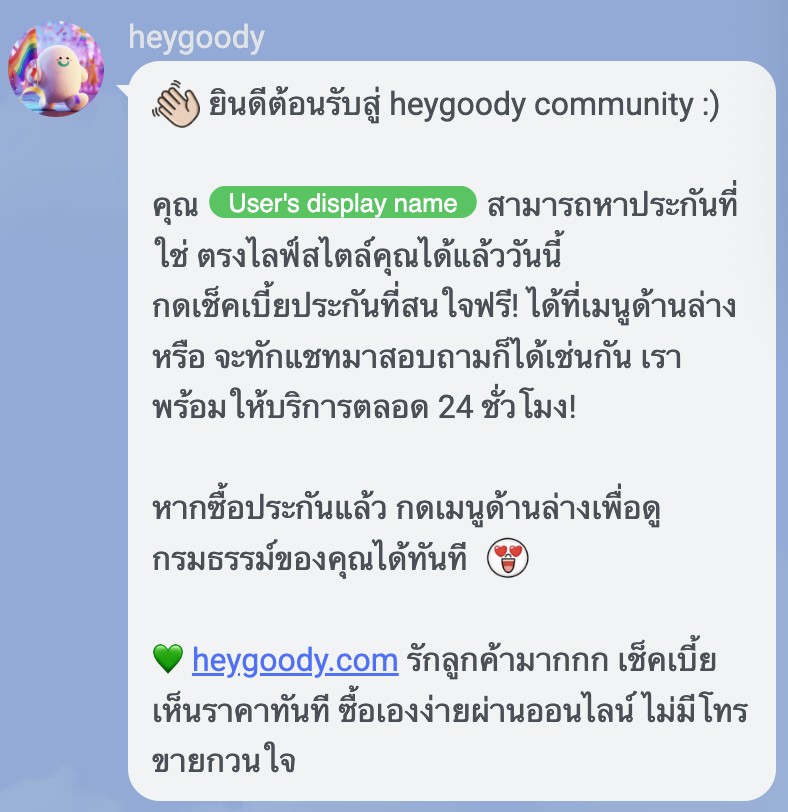 heygoody
👋 ยินดีต้อนรับสู่ heygoody community :)
คุณ User's display name สามารถหาประกันที่
ใช่ ตรงไลฟ์สไตล์คุณได้แล้ววันนี้
กดเช็คเบี้ยประกันที่สนใจฟรี! ได้ที่เมนูด้านล่าง
หรือ จะทักแชทมาสอบถามก็ได้เช่นกัน เรา
พร้อมให้บริการตลอด 24 ชั่วโมง!
หากซื้อประกันแล้ว กดเมนูด้านล่างเพื่อดู
กรมธรรม์ของคุณได้ทันที
💚 heygoody.com รักลูกค้ามากกก เช็คเบี้ย
เห็นราคาทันที ซื้อเองง่ายผ่านออนไลน์ ไม่มีโทร
ขายกวนใจ